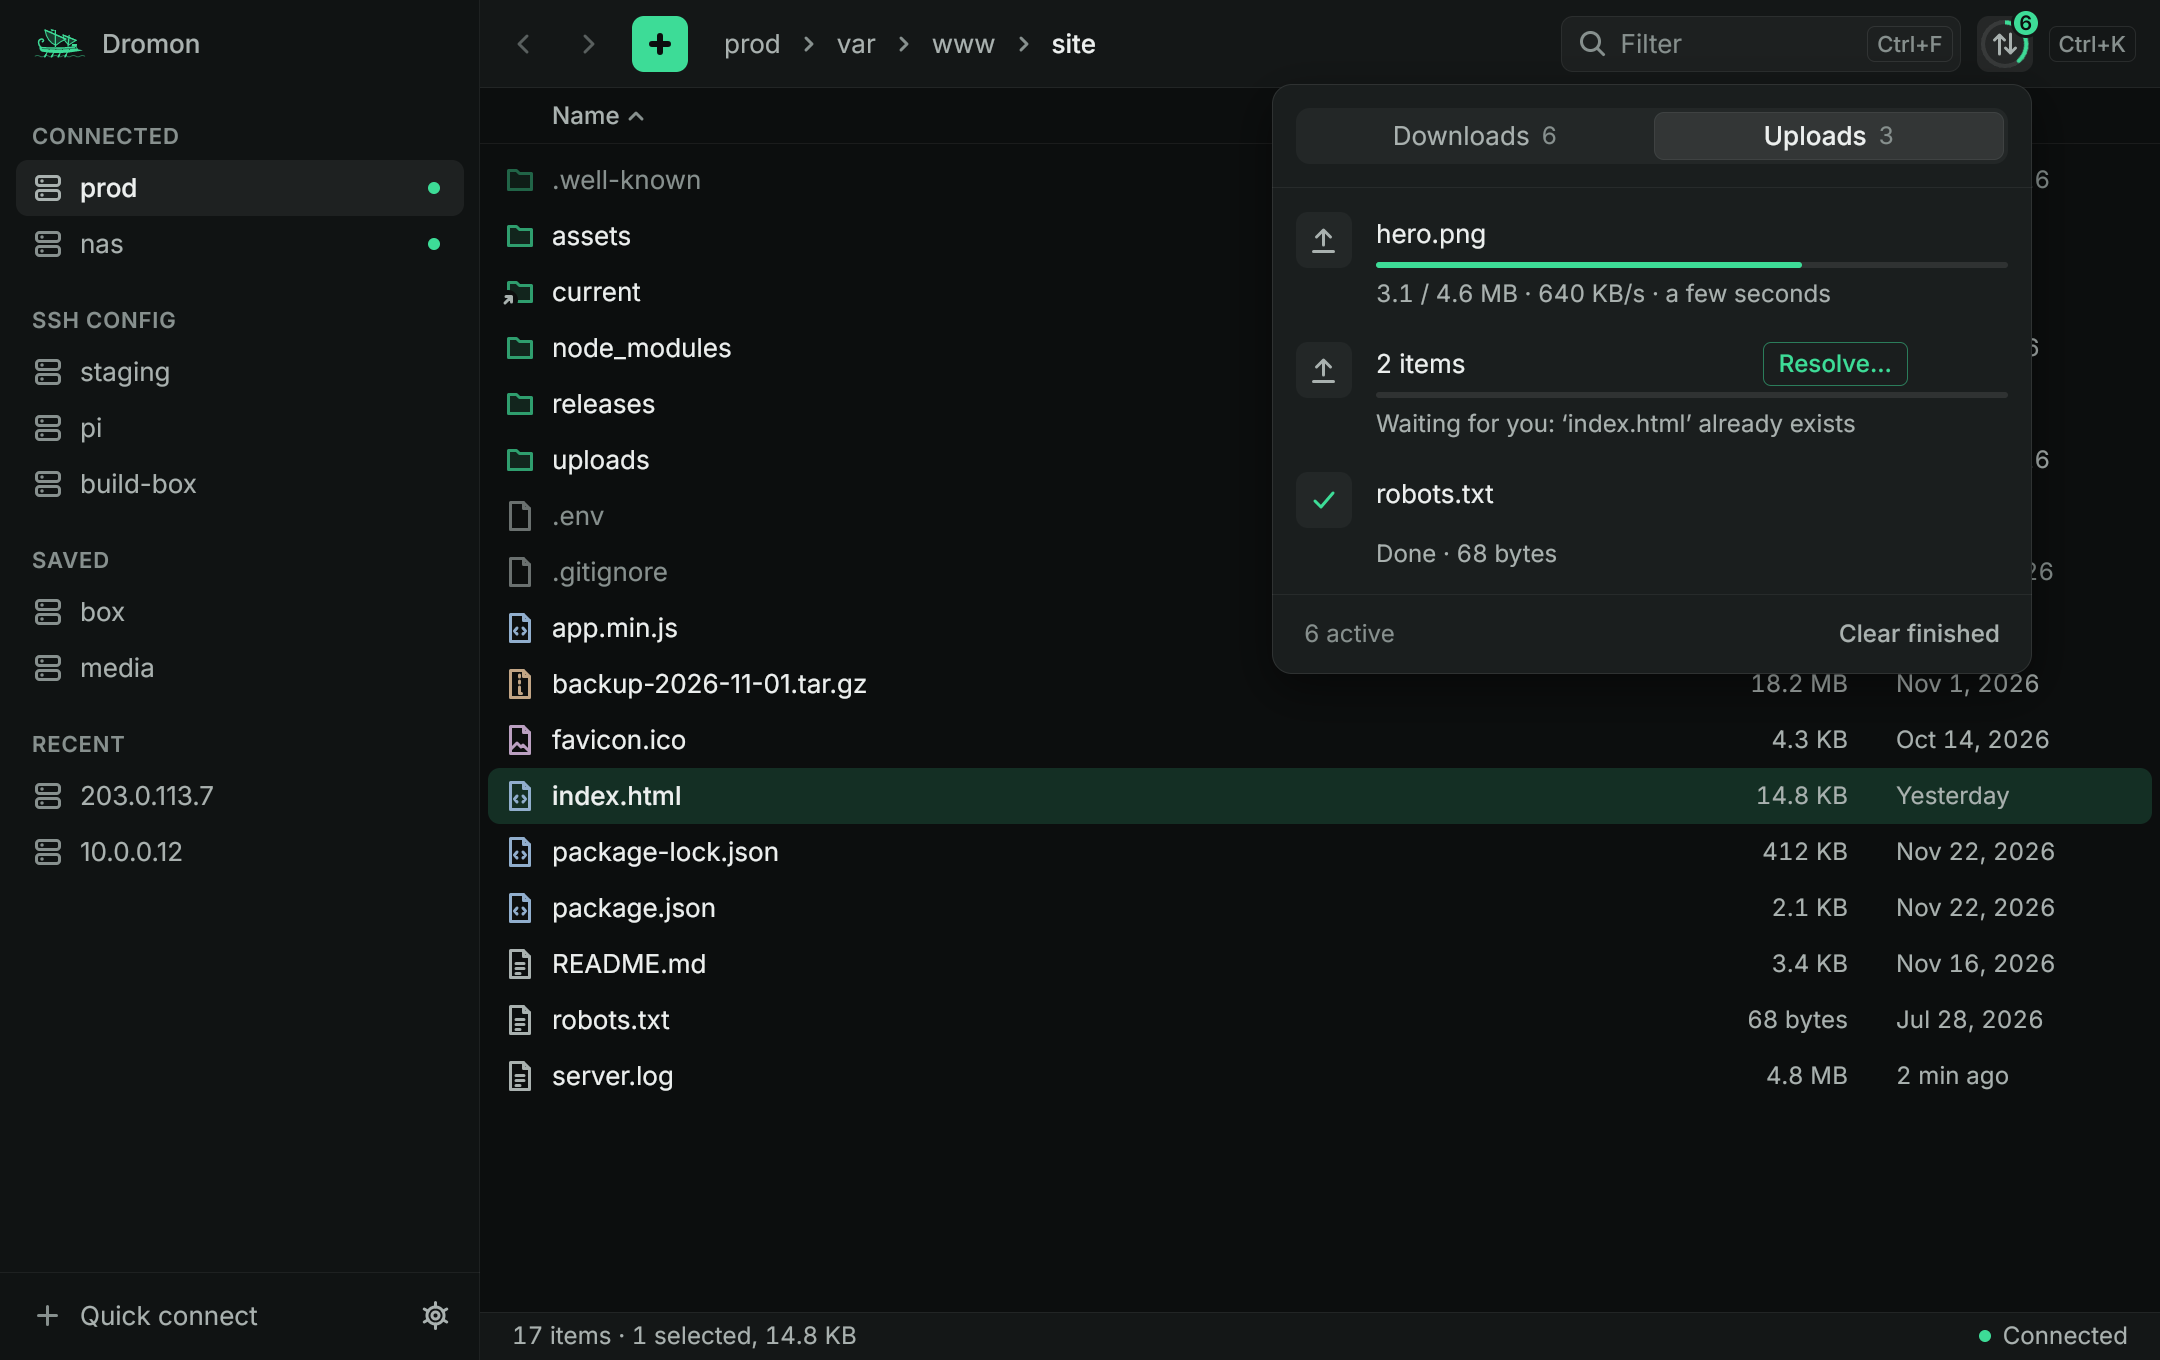 Dromon
CONNECTED
prod
nas
SSH CONFIG
staging
pi
build-box
SAVED
box
media
RECENT
203.0.113.7
10.0.0.12
Quick connect
prod › var › www › site
Filter Ctrl+F
6
Ctrl+K
Name
.well-known
assets
current
node_modules
releases
uploads
.env
.gitignore
app.min.js
backup-2026-11-01.tar.gz 18.2 MB Nov 1, 2026
favicon.ico 4.3 KB Oct 14, 2026
index.html 14.8 KB Yesterday
package-lock.json 412 KB Nov 22, 2026
package.json 2.1 KB Nov 22, 2026
README.md 3.4 KB Nov 16, 2026
robots.txt 68 bytes Jul 28, 2026
server.log 4.8 MB 2 min ago
Downloads 6 Uploads 3
hero.png
3.1 / 4.6 MB · 640 KB/s · a few seconds
2 items Resolve...
Waiting for you: ‘index.html’ already exists
robots.txt
Done · 68 bytes
6 active Clear finished
17 items · 1 selected, 14.8 KB
Connected